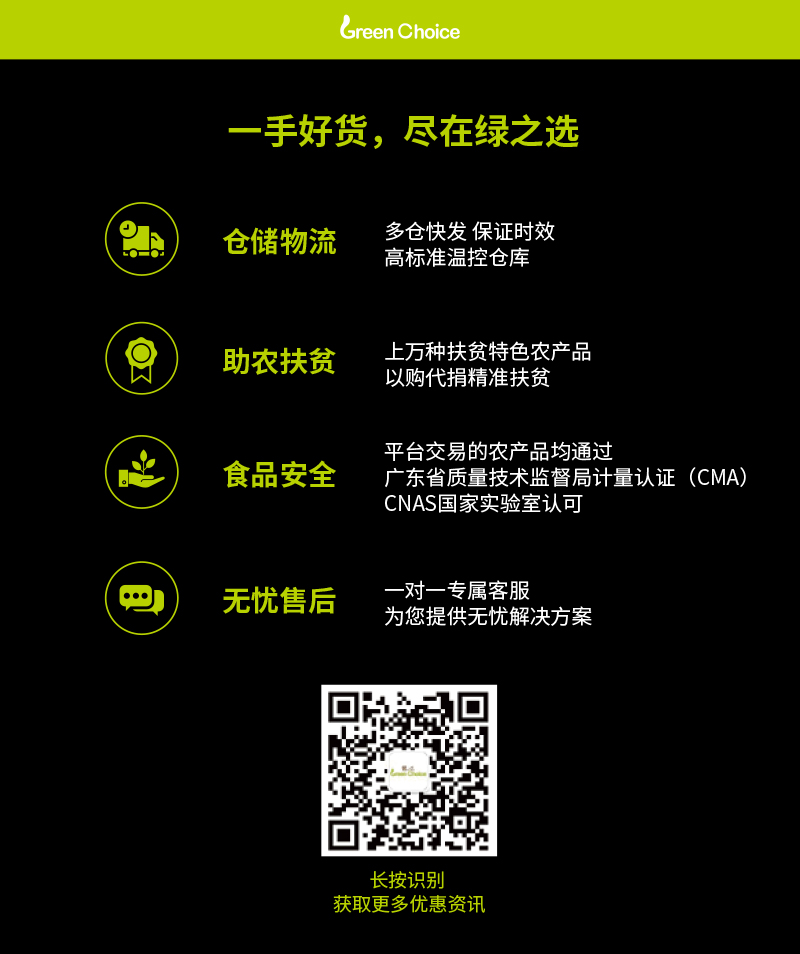 Green Choice
一手好货，尽在绿之选
仓储物流
多仓快发 保证时效
高标准温控仓库
助农扶贫
上万种扶贫特色农产品
以购代捐精准扶贫
食品安全
平台交易的农产品均通过
广东省质量技术监督局计量认证（CMA）
CNAS国家实验室认可
无忧售后
一对一专属客服
为您提供无忧解决方案
Green Choice
长按识别
获取更多优惠资讯